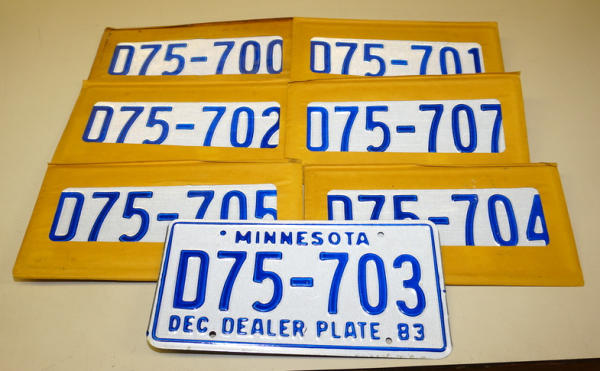 D75-700
D75-701
D75-702
D75-707
D75-705
D75-704
MINNESOTA
D75-703
DEC. DEALER PLATE 83